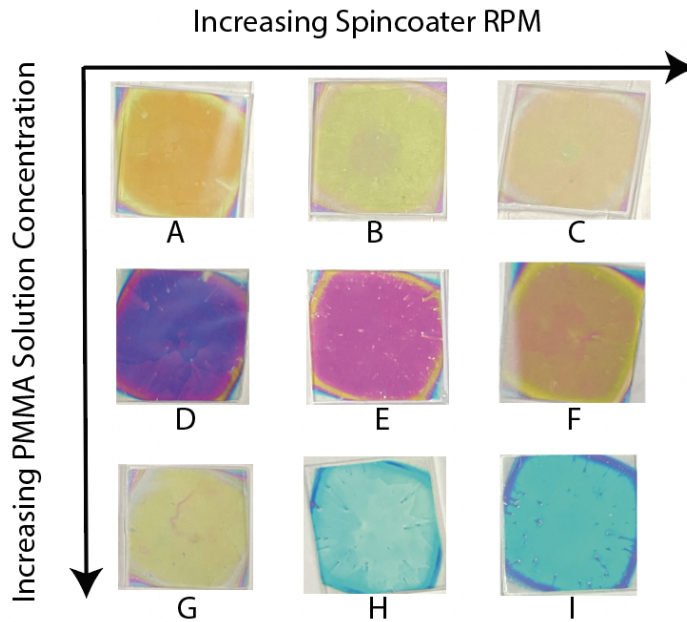 Increasing Spincoater RPM
Increasing PMMA Solution Concentration
A
B
C
D
E
F
G
H
I